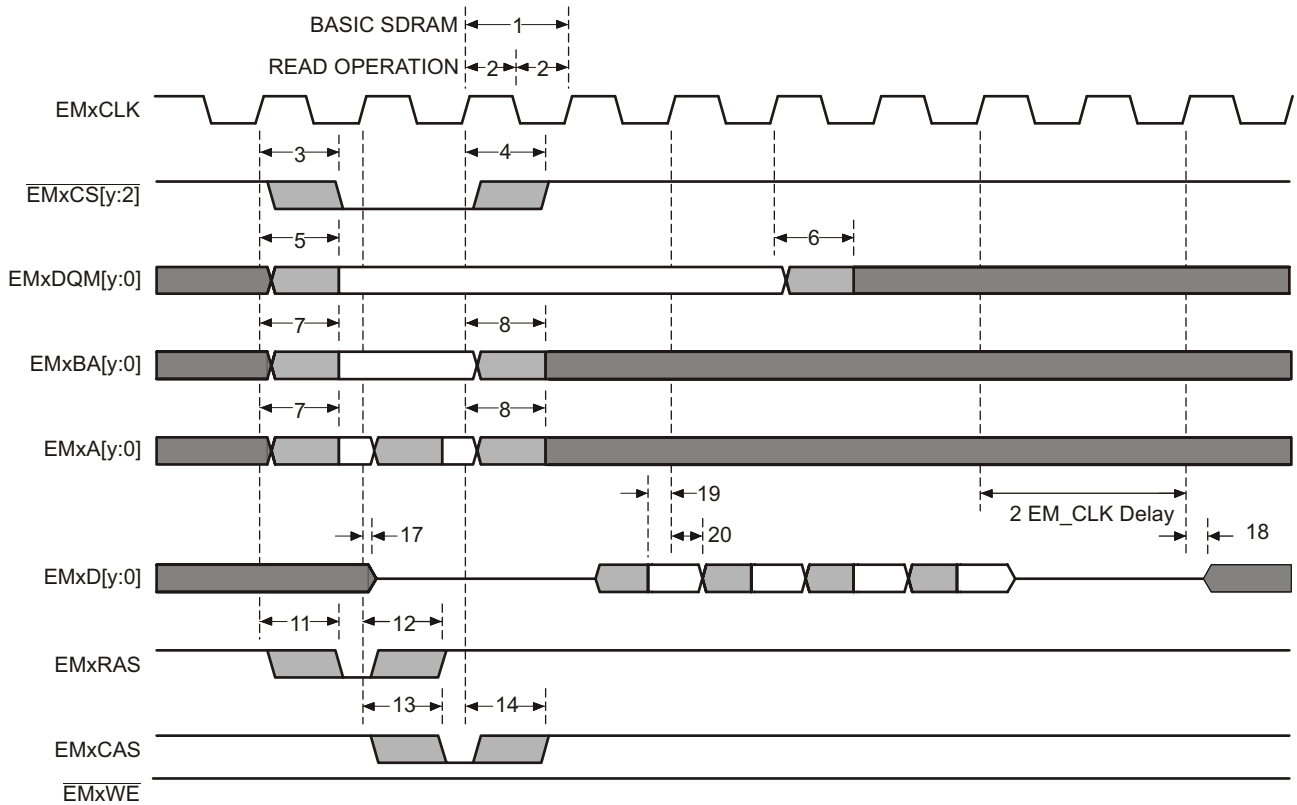 BASIC SDRAM
1
READ OPERATION
2
2
EMxCLK
3
4
EMxCS[y:2]
5
6
EMxDQM[y:0]
7
8
EMxBA[y:0]
7
8
EMxA[y:0]
19
2 EM_CLK Delay
17
20
18
EMxD[y:0]
11
12
EMxRAS
13
14
EMxCAS
EMxWE